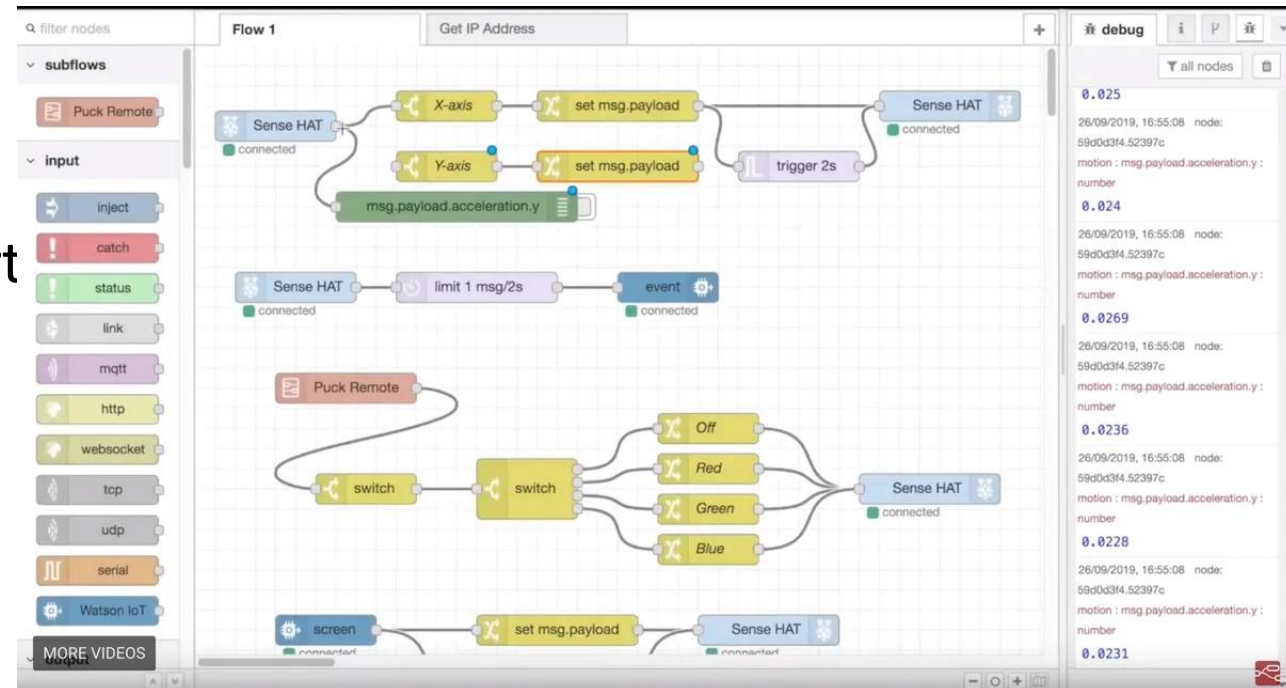 filter nodes
Flow 1
Get IP Address
debug
i
all nodes
subflows
Puck Remote
input
inject
catch
status
link
mqtt
http
websocket
tcp
udp
serial
Watson IoT
MORE VIDEOS
Sense HAT
connected
X-axis
set msg.payload
Sense HAT
connected
Y-axis
set msg.payload
trigger 2s
msg.payload.acceleration.y
Sense HAT
connected
limit 1 msg/2s
event
connected
Puck Remote
switch
switch
Off
Red
Green
Blue
Sense HAT
connected
screen
connected
set msg.payload
Sense HAT
connected
0.025
26/09/2019, 16:55:08 node:
59d0d3f4.52397c
motion : msg.payload.acceleration.y :
number
0.024
26/09/2019, 16:55:08 node:
59d0d3f4.52397c
motion : msg.payload.acceleration.y :
number
0.0269
26/09/2019, 16:55:08 node:
59d0d3f4.52397c
motion : msg.payload.acceleration.y :
number
0.0236
26/09/2019, 16:55:08 node:
59d0d3f4.52397c
motion : msg.payload.acceleration.y :
number
0.0228
26/09/2019, 16:55:08 node:
59d0d3f4.52397c
motion : msg.payload.acceleration.y :
number
0.0231